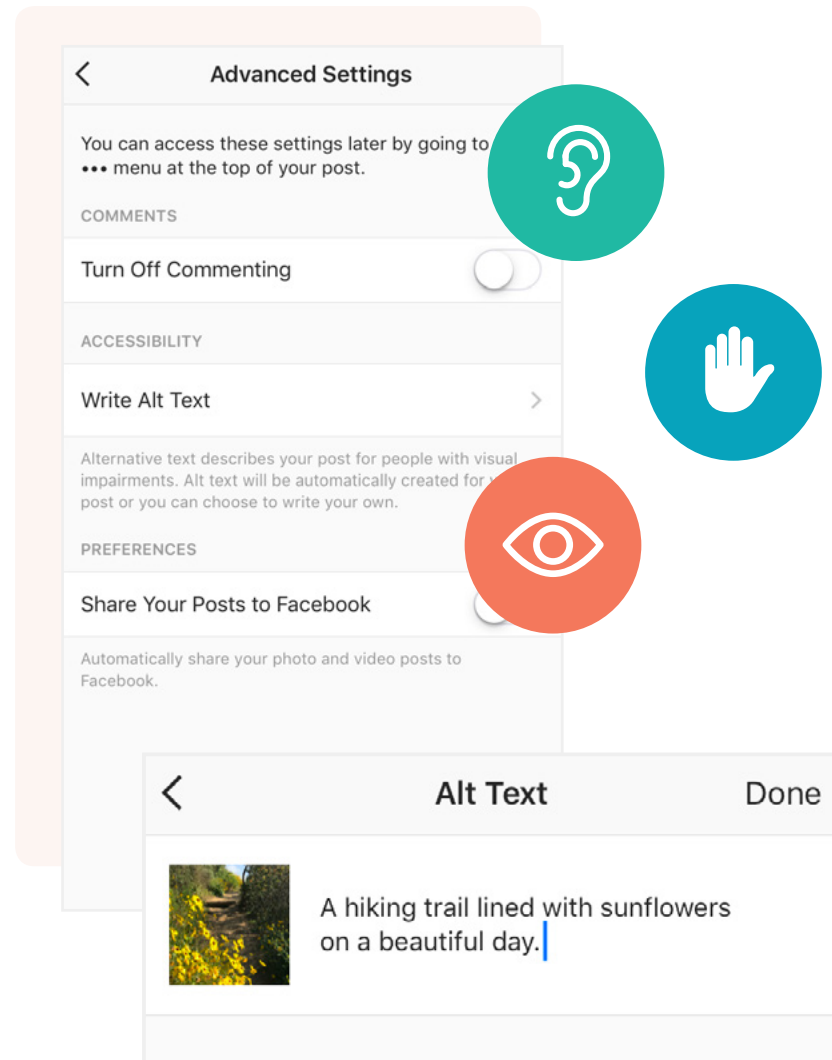 Advanced Settings
You can access these settings later by going to
••• menu at the top of your post.
COMMENTS
Turn Off Commenting
ACCESSIBILITY
Write Alt Text
Alternative text describes your post for people with visual
impairments. Alt text will be automatically created for
post or you can choose to write your own.
PREFERENCES
Share Your Posts to Facebook
Automatically share your photo and video posts to
Facebook.
Alt Text
Done
A hiking trail lined with sunflowers
on a beautiful day.